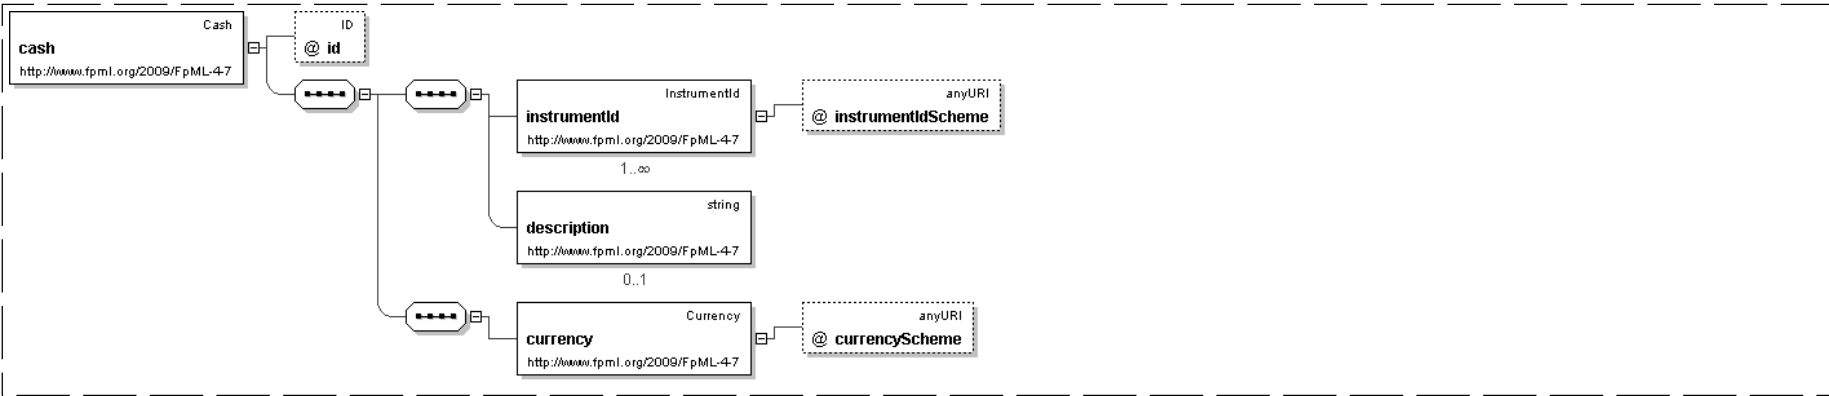 Cash
cash
http://www.fpml.org/2009/FpML-4-7
ID
@ id
InstrumentId
instrumentId
http://www.fpml.org/2009/FpML-4-7
1..∞
anyURI
@ instrumentIdScheme
string
description
http://www.fpml.org/2009/FpML-4-7
0..1
Currency
currency
http://www.fpml.org/2009/FpML-4-7
anyURI
@ currencyScheme